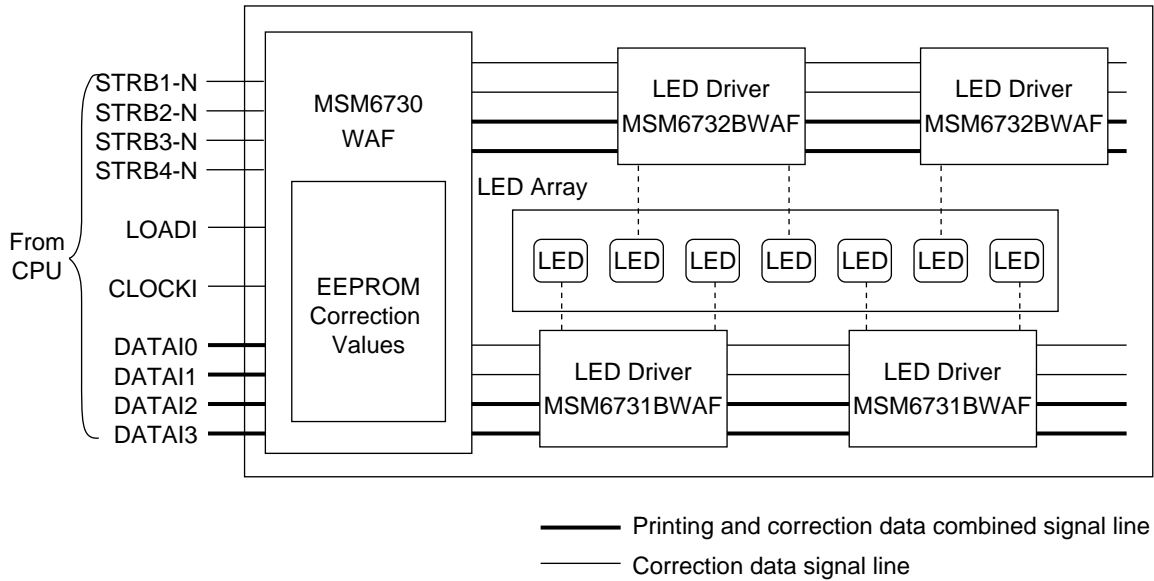 STRB1-N
STRB2-N
STRB3-N
STRB4-N
LOADI
CLOCKI
DATAI0
DATAI1
DATAI2
DATAI3
From
CPU
MSM6730
WAF
EEPROM
Correction
Values
LED Driver
MSM6732BWAF
LED Driver
MSM6732BWAF
LED Array
LED LED LED LED LED LED LED
LED Driver
MSM6731BWAF
LED Driver
MSM6731BWAF
Printing and correction data combined signal line
Correction data signal line